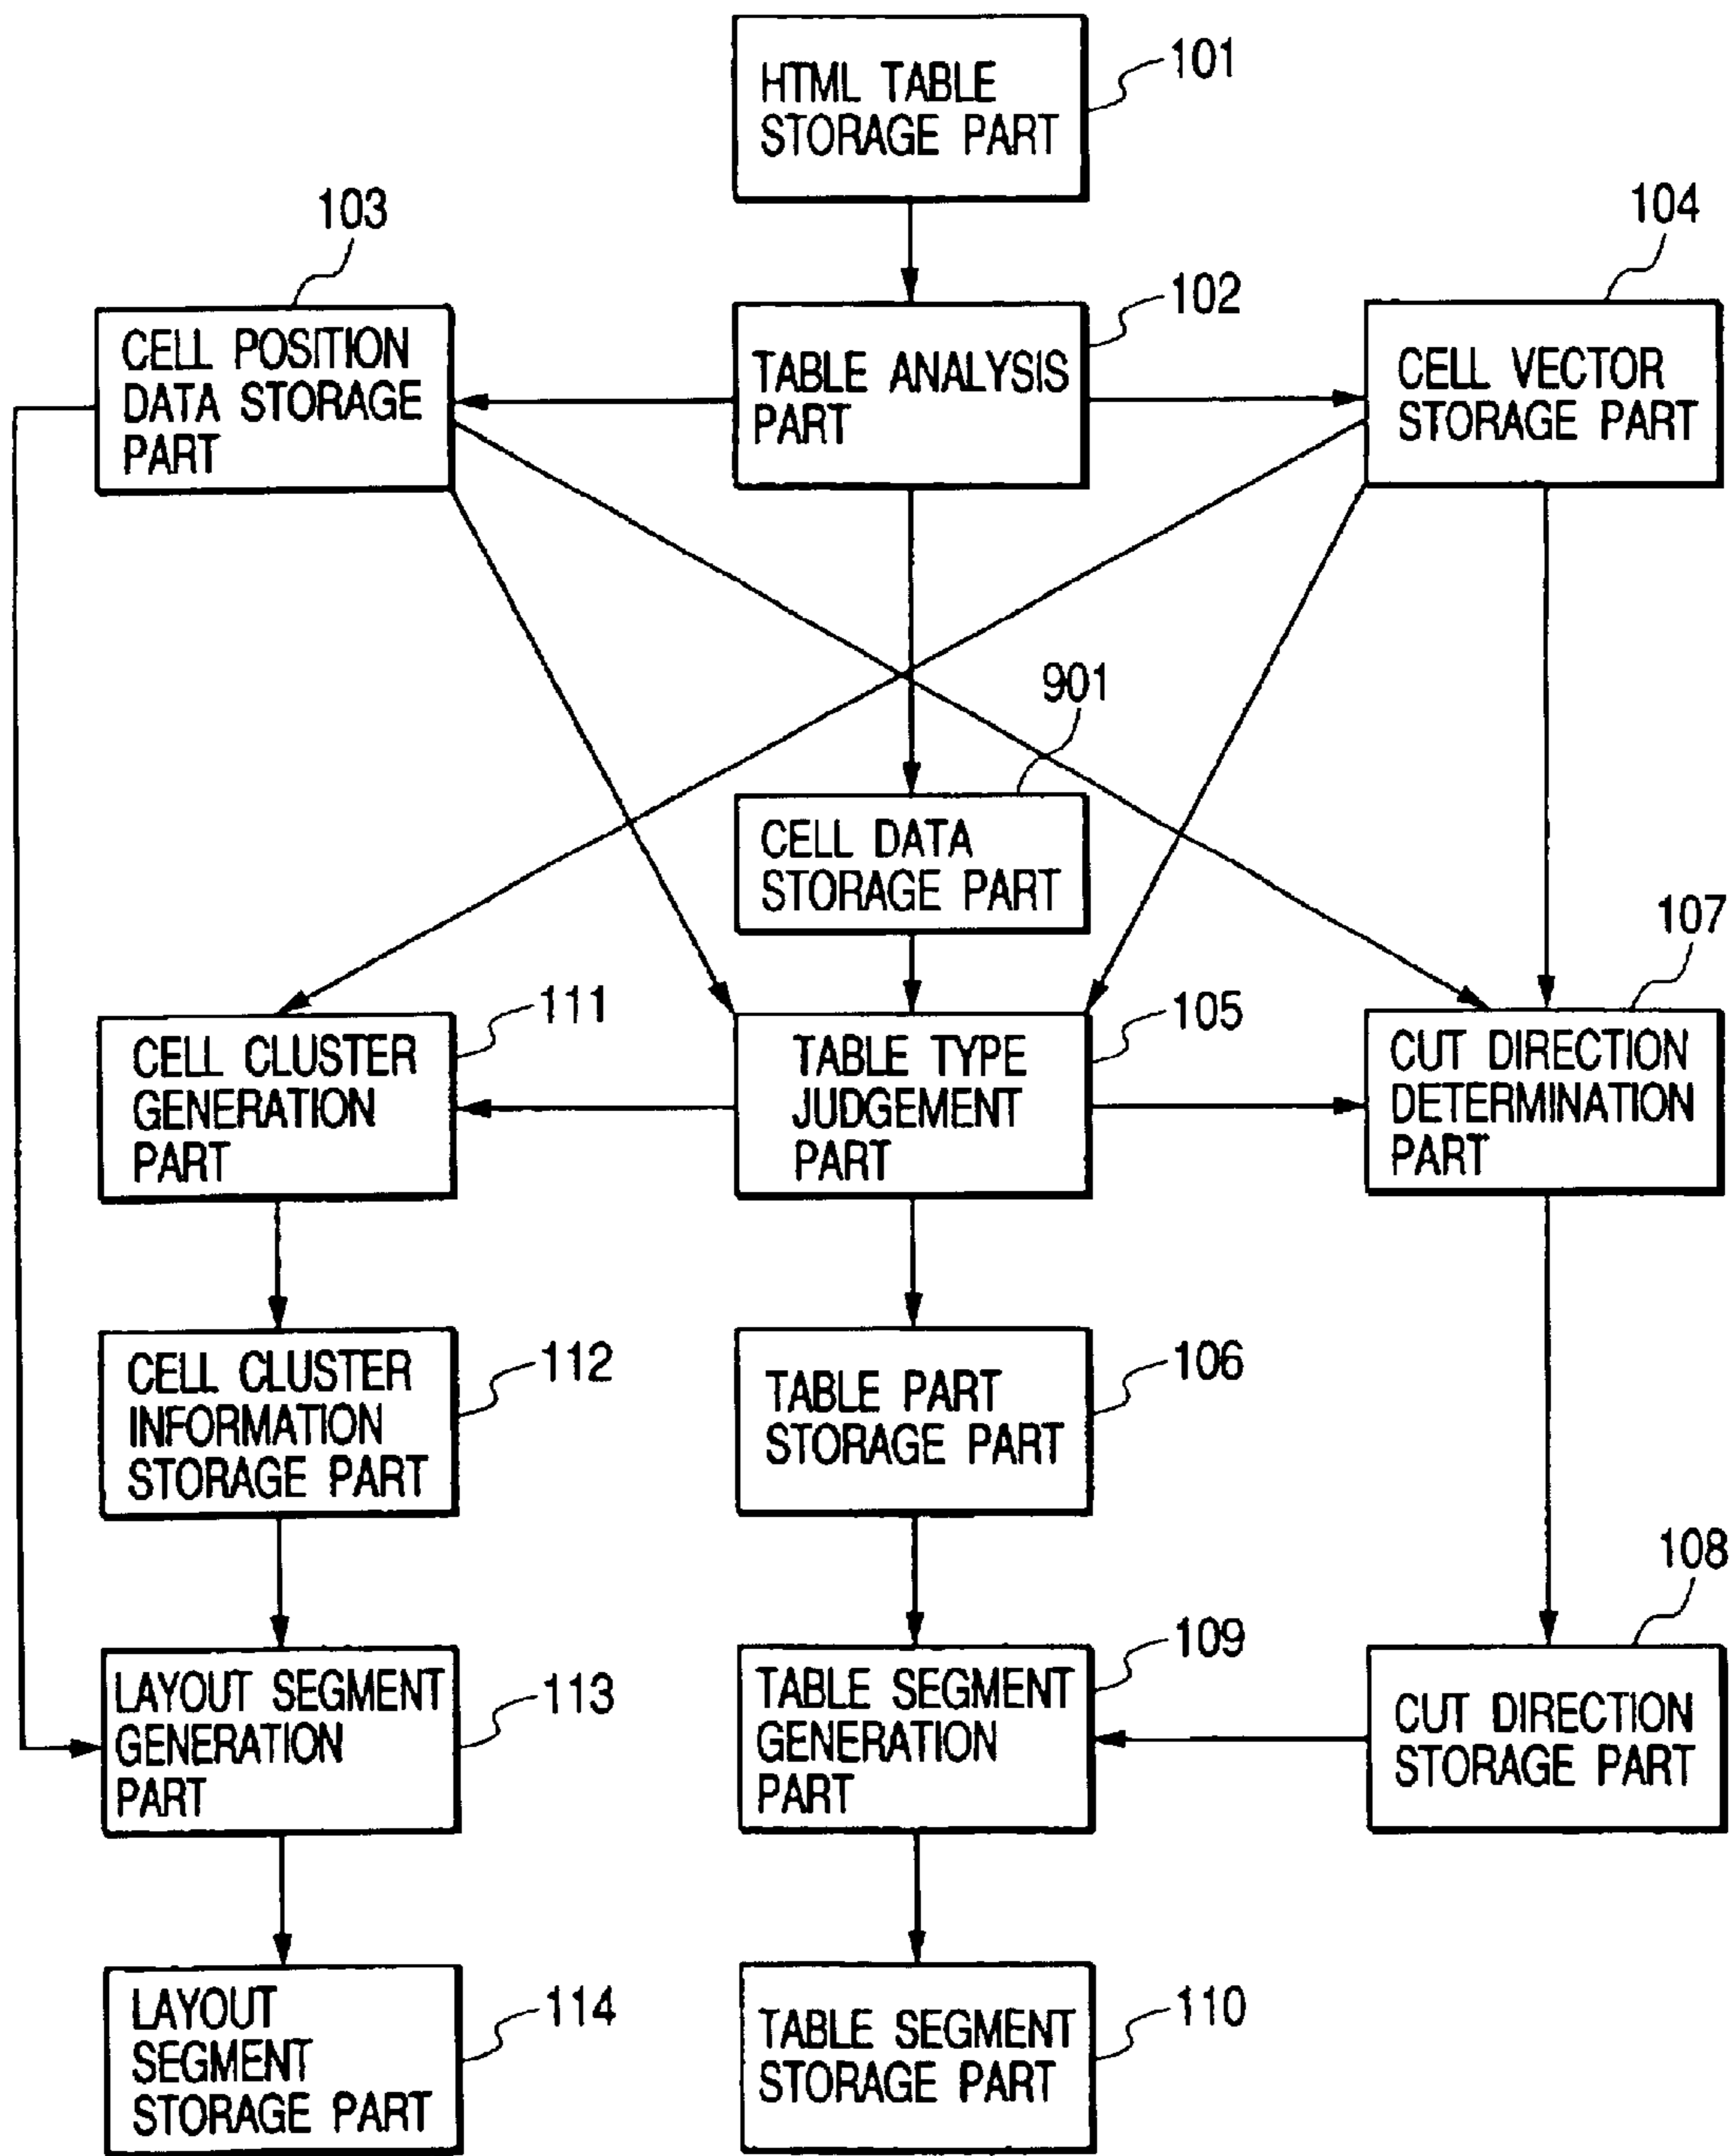 HTML TABLE
STORAGE PART
101
103
104
CELL POSITION
DATA STORAGE
PART
TABLE ANALYSIS
PART
102
CELL VECTOR
STORAGE PART
901
CELL DATA
STORAGE PART
107
CELL CLUSTER
GENERATION
PART
111
TABLE TYPE
JUDGEMENT
PART
105
CUT DIRECTION
DETERMINATION
PART
CELL CLUSTER
INFORMATION
STORAGE PART
112
TABLE PART
STORAGE PART
106
108
LAYOUT SEGMENT
GENERATION
PART
113
TABLE SEGMENT
GENERATION
PART
109
CUT DIRECTION
STORAGE PART
LAYOUT
SEGMENT
STORAGE PART
114
TABLE SEGMENT
STORAGE PART
110